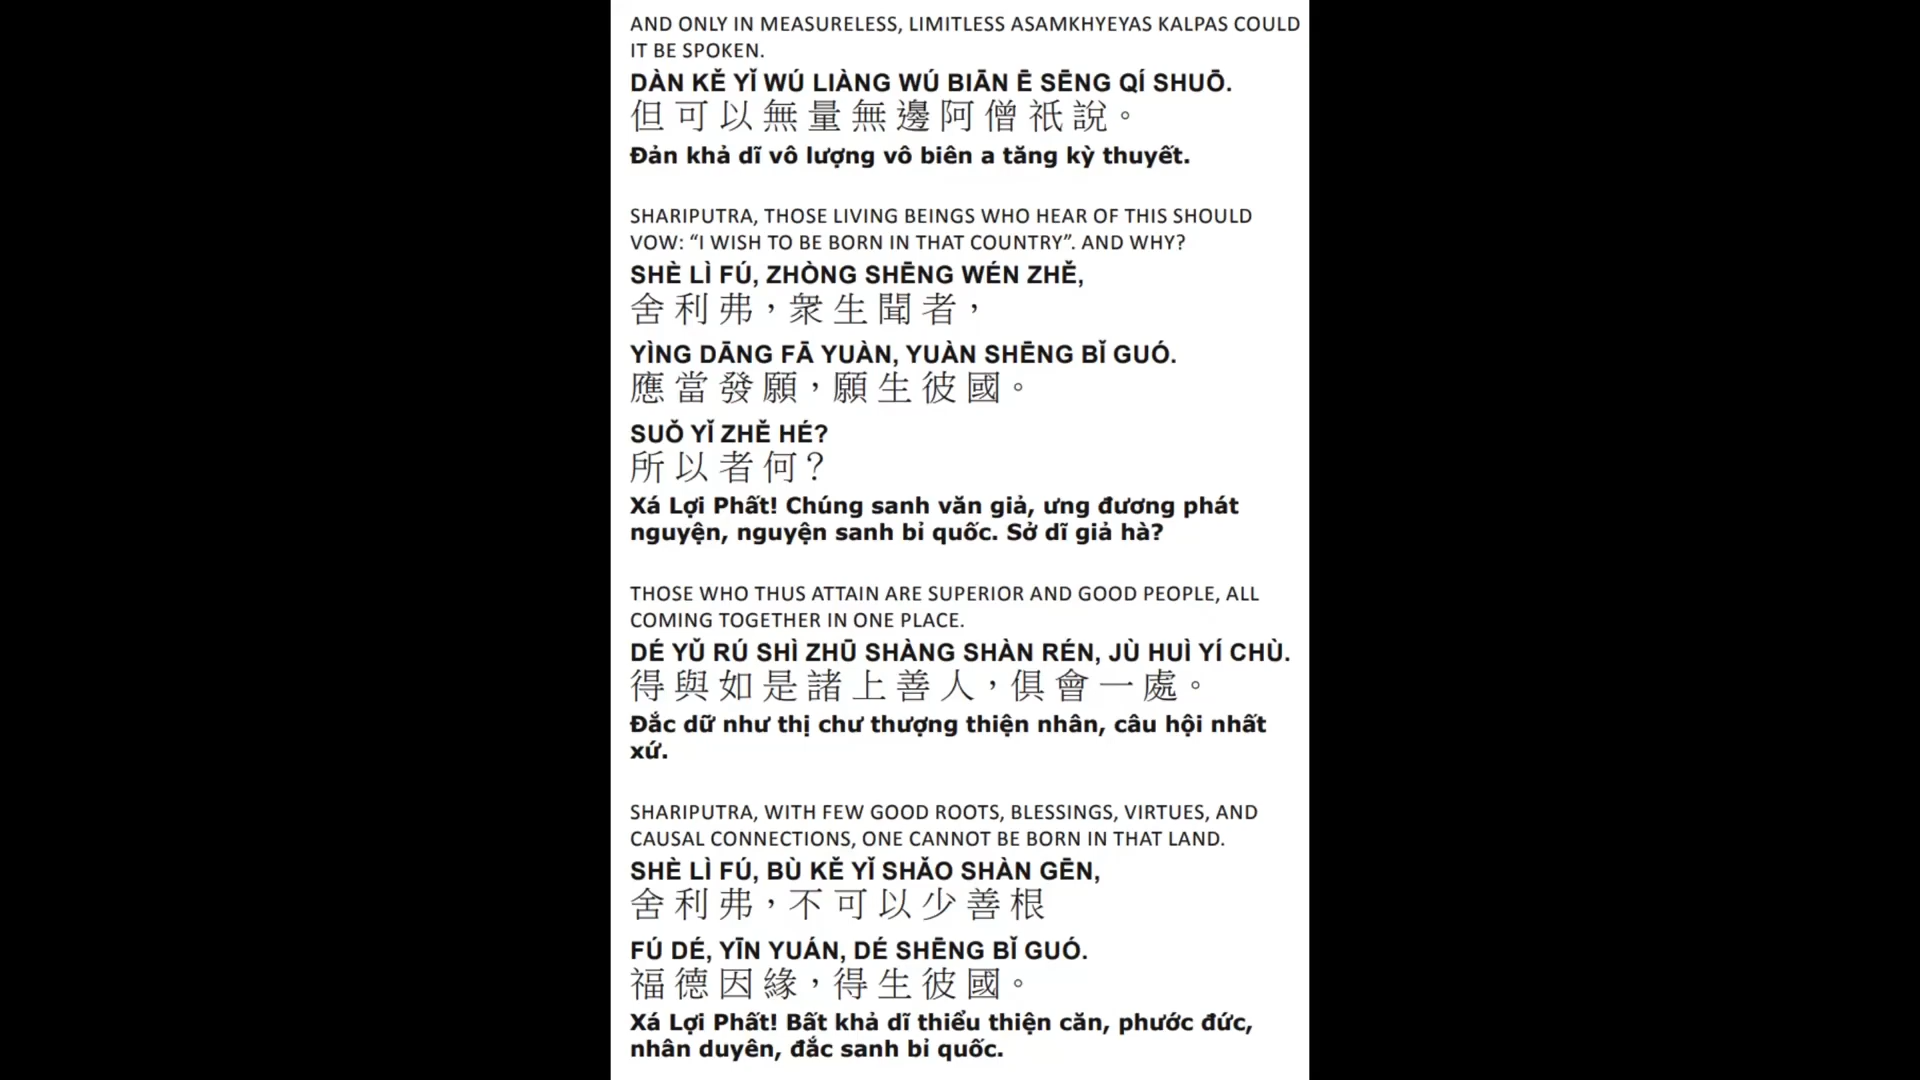 AND ONLY IN MEASURELESS, LIMITLESS ASAMKHYEYAS KALPAS COULD
IT BE SPOKEN.
DÀN KĚ YǏ WÚ LIÀNG WÚ BIĀN Ē SĒNG QÍ SHUŌ.
但可以無量無邊阿僧祇說。
Đản khả dĩ vô lượng vô biên a tăng kỳ thuyết.
SHARIPUTRA, THOSE LIVING BEINGS WHO HEAR OF THIS SHOULD
VOW: “I WISH TO BE BORN IN THAT COUNTRY”. AND WHY?
SHÈ LÌ FÚ, ZHÒNG SHĒNG WÉN ZHĚ,
舍利弗，衆生聞者，
YÌNG DĀNG FĀ YUÀN, YUÀN SHĒNG BǏ GUÓ.
應當發願，願生彼國。
SUǑ YǏ ZHĚ HÉ?
所以者何？
Xá Lợi Phất! Chúng sanh văn giả, ưng đương phát
nguyện, nguyện sanh bỉ quốc. Sở dĩ giả hà?
THOSE WHO THUS ATTAIN ARE SUPERIOR AND GOOD PEOPLE, ALL
COMING TOGETHER IN ONE PLACE.
DÉ YǓ RÚ SHÌ ZHŪ SHÀNG SHÀN RÉN, JÙ HUÌ YÍ CHÙ.
得與如是諸上善人，俱會一處。
Đắc dữ như thị chư thượng thiện nhân, câu hội nhất
xứ.
SHARIPUTRA, WITH FEW GOOD ROOTS, BLESSINGS, VIRTUES, AND
CAUSAL CONNECTIONS, ONE CANNOT BE BORN IN THAT LAND.
SHÈ LÌ FÚ, BÙ KĚ YǏ SHǍO SHÀN GĒN,
舍利弗，不可以少善根
FÚ DÉ, YĪN YUÁN, DÉ SHĒNG BǏ GUÓ.
福德因緣，得生彼國。
Xá Lợi Phất! Bất khả dĩ thiểu thiện căn, phước đức,
nhân duyên, đắc sanh bỉ quốc.